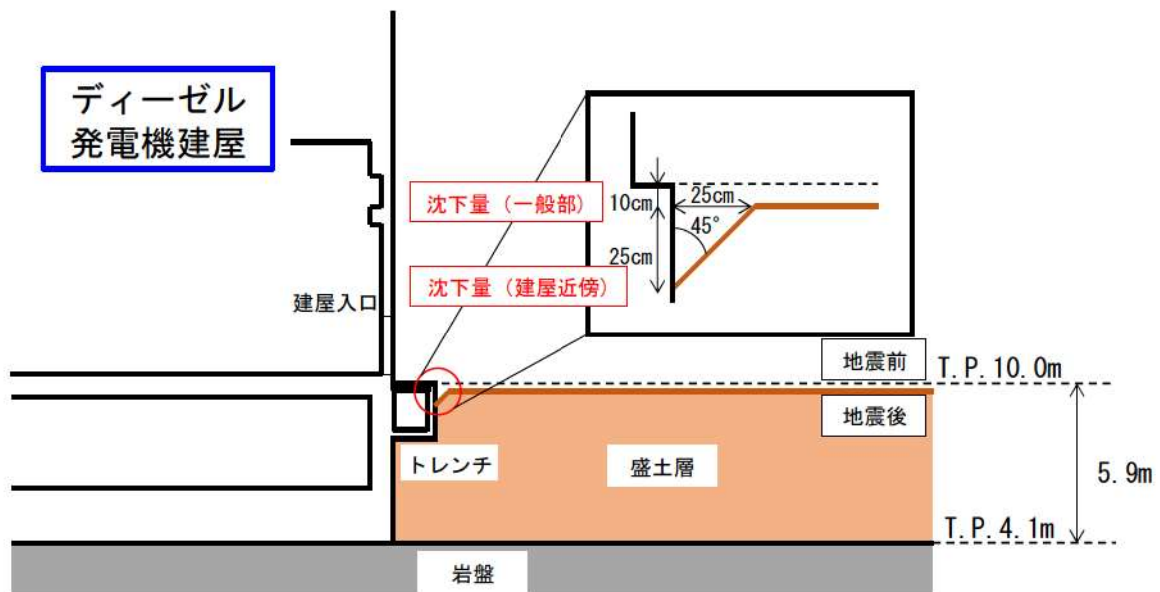 ディーゼル
発電機建屋
沈下量（一般部）
沈下量（建屋近傍）
10cm
25cm
45°
25cm
建屋入口
地震前
T.P.10.0m
地震後
トレンチ
盛土層
5.9m
T.P.4.1m
岩盤